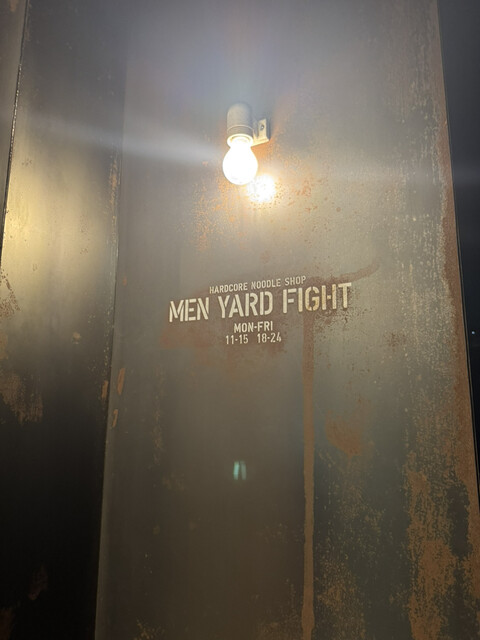 HARDCORE NOODLE SHOP
MEN YARD FIGHT
MON-FRI
11-15 18-24